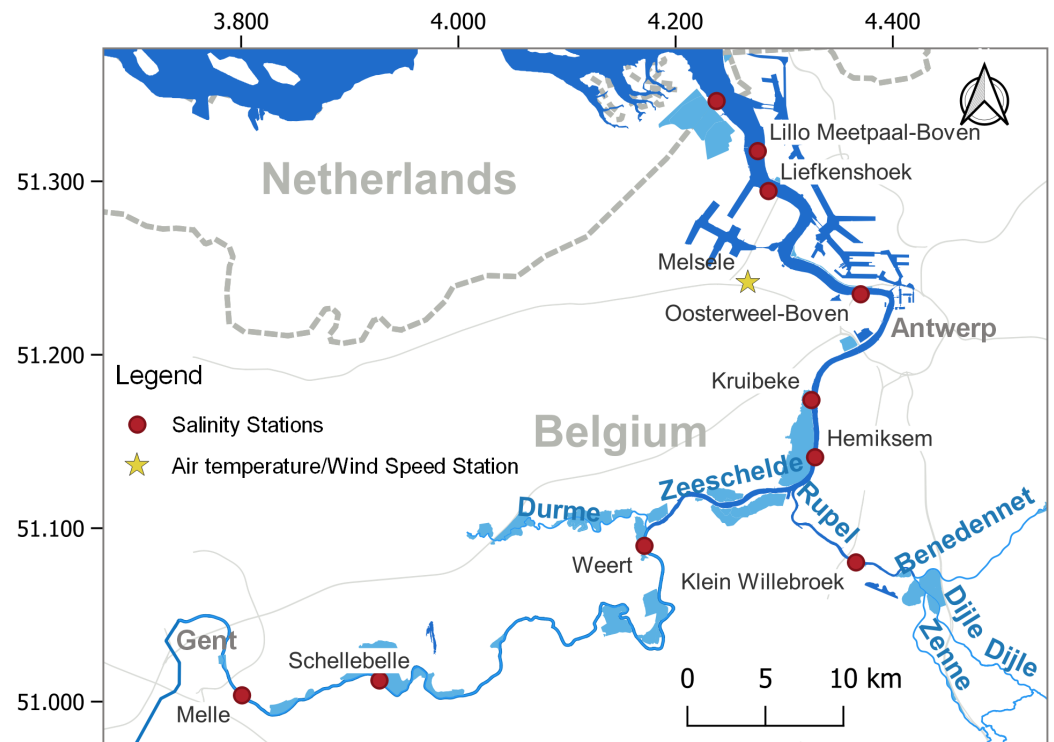 3.800
4.000
4.200
4.400
Lillo Meetpaal-Boven
Liefkenshoek
51.300
Netherlands
Melsele
Oosterweel-Boven
Antwerp
51.200
Legend
Kruibeke
Salinity Stations
Belgium
Hemiksem
Air temperature/Wind Speed Station
Zeeschelde
Durme
Rupel
Benedennet
51.100
Weert
Klein Willebroek
Dijle
Dijle
Zenne
Gent
Schellebelle
0 5 10 km
51.000
Melle